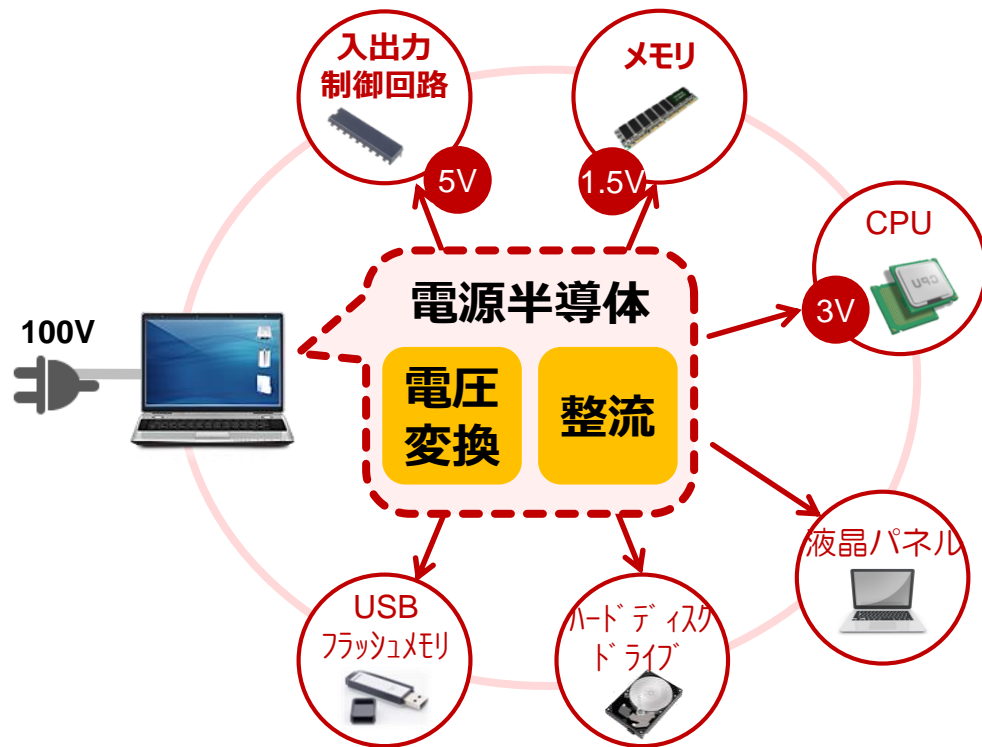 入出力
制御回路
5V
メモリ
1.5V
CPU
3V
100V
電源半導体
電圧
変換
整流
液晶パネル
USB
フラッシュメモリ
ハードディスク
ドライブ